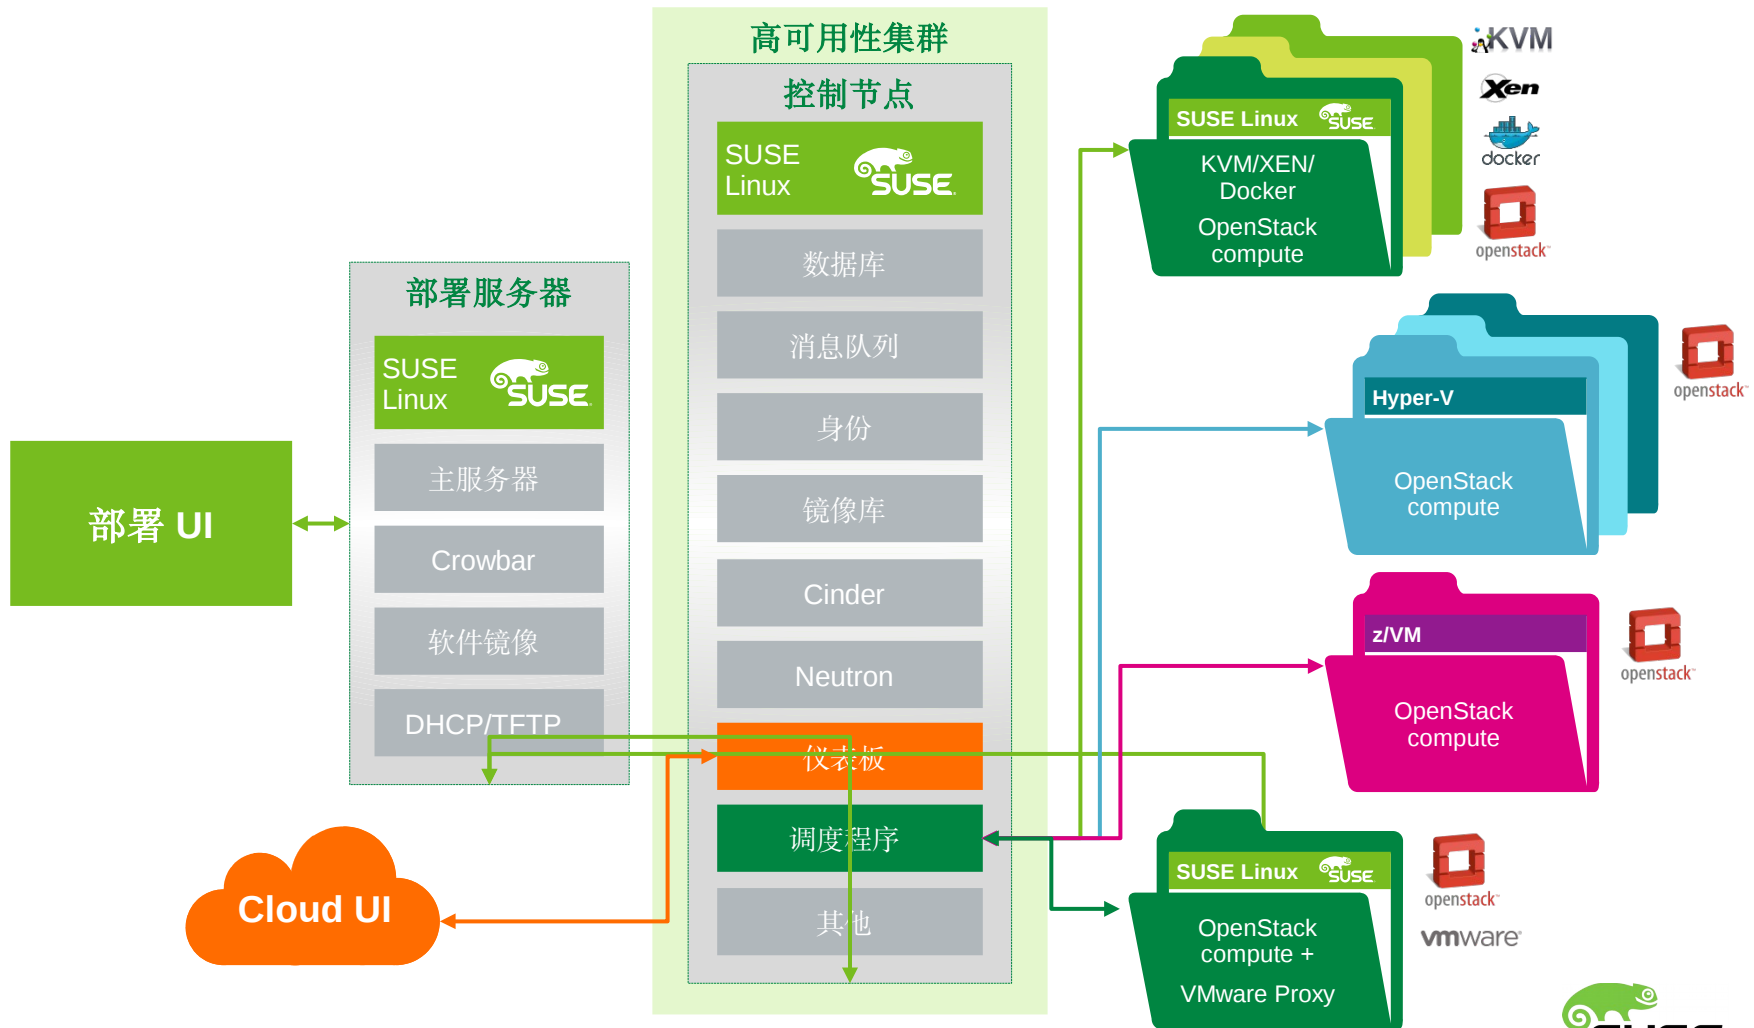 部署 UI
部署服务器
SUSE
Linux
SUSE
主服务器
Crowbar
软件镜像
DHCP/TFTP
Cloud UI
高可用性集群
控制节点
SUSE
Linux
SUSE
数据库
消息队列
身份
镜像库
Cinder
Neutron
仪表板
调度程序
其他
SUSE Linux
SUSE
KVM/XEN/
Docker
OpenStack
compute
KVM
Xen
docker
openstack
Hyper-V
OpenStack
compute
openstack
z/VM
OpenStack
compute
openstack
SUSE Linux
SUSE
OpenStack
compute +
VMware Proxy
openstack
vmware
SUSE